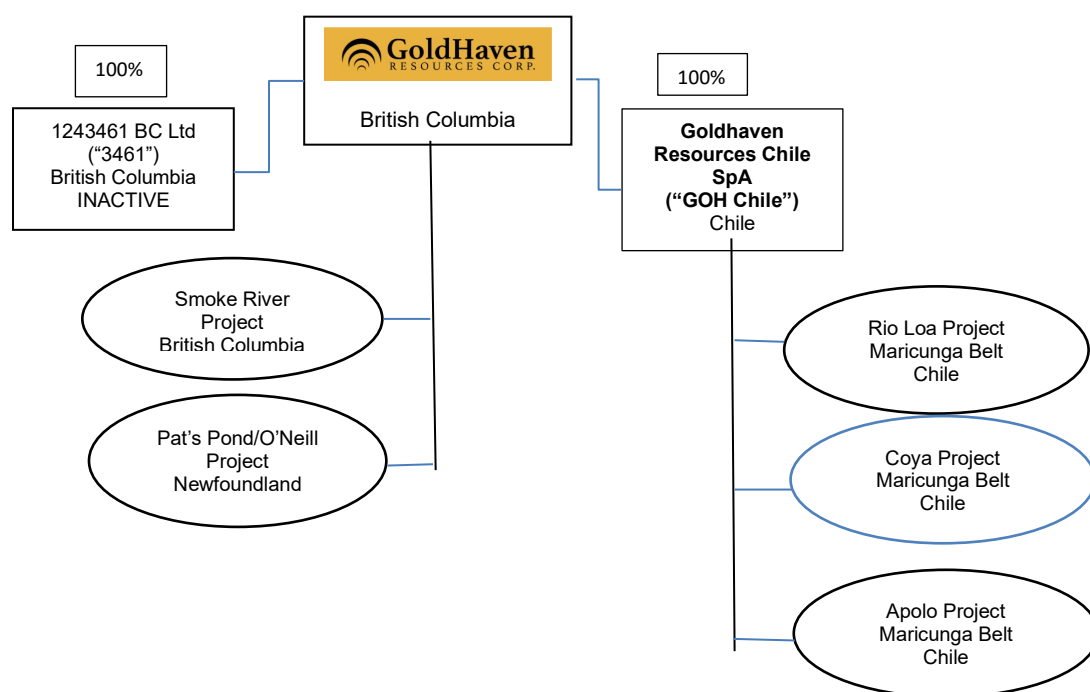 GoldHaven
RESOURCES CORP.
British Columbia
100%
1243461 BC Ltd
(“3461”)
British Columbia
INACTIVE
100%
Goldhaven
Resources Chile
SpA
(“GOH Chile”)
Chile
Smoke River
Project
British Columbia
Pat’s Pond/O’Neill
Project
Newfoundland
Rio Loa Project
Maricunga Belt
Chile
Coya Project
Maricunga Belt
Chile
Apolo Project
Maricunga Belt
Chile